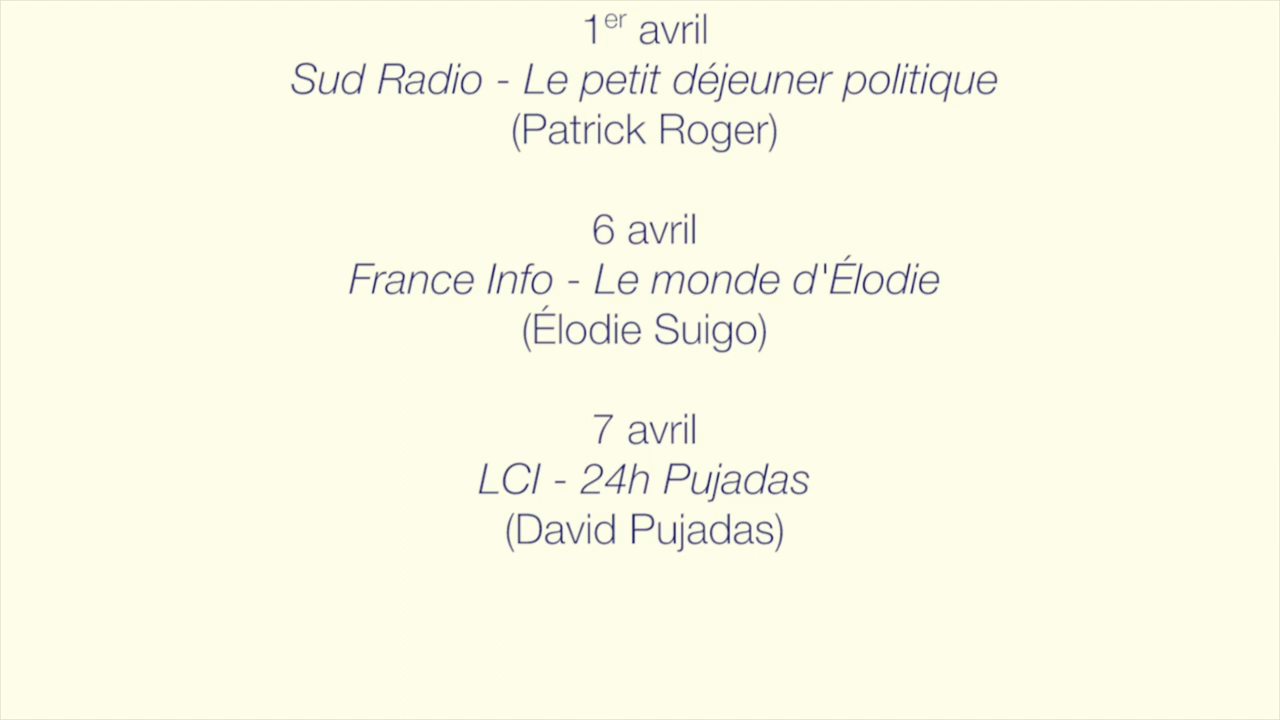 1er avril
Sud Radio - Le petit déjeuner politique
(Patrick Roger)
6 avril
France Info - Le monde d'Élodie
(Élodie Suigo)
7 avril
LCI - 24h Pujadas
(David Pujadas)